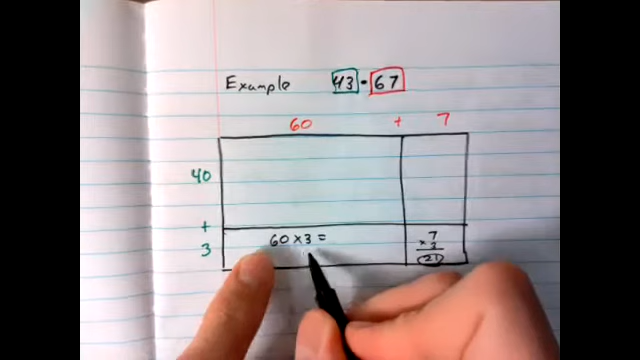 Example 43 • 67
60 + 7
40
+
3
60 × 3 =
7
× 3
21